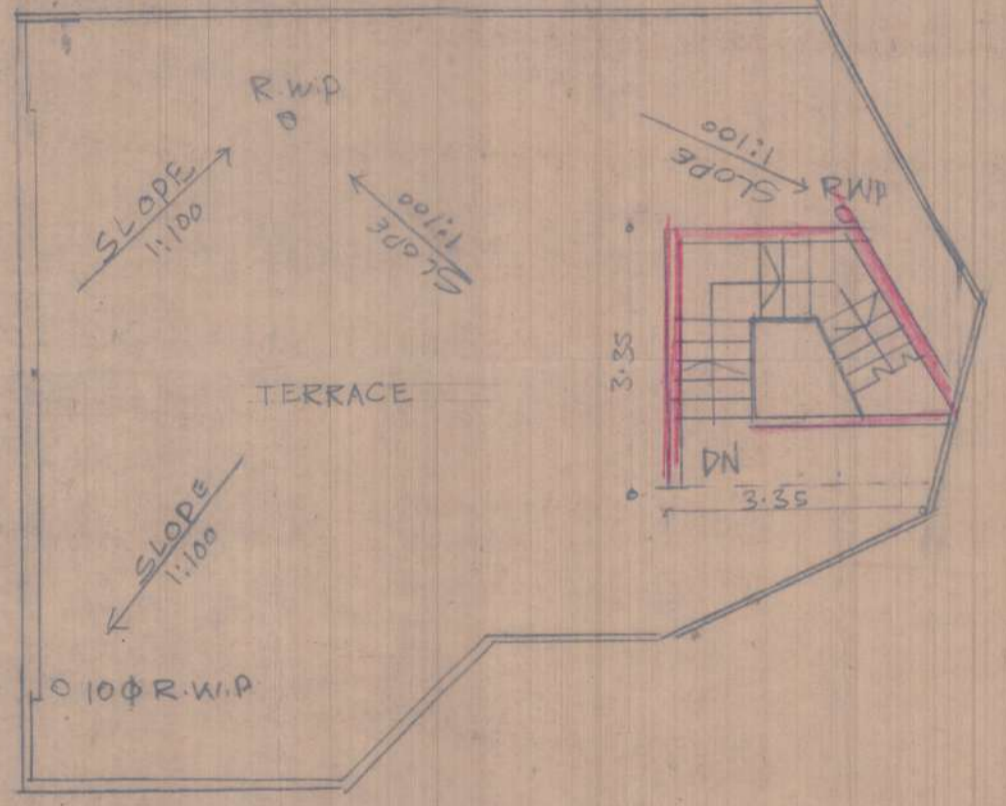 R.W.P
SLOPE
1:100
SLOPE
1:100
SLOPE
1:100
RWP
3.35
TERRACE
DN
3.35
SLOPE
1:100
10φ R.W.P